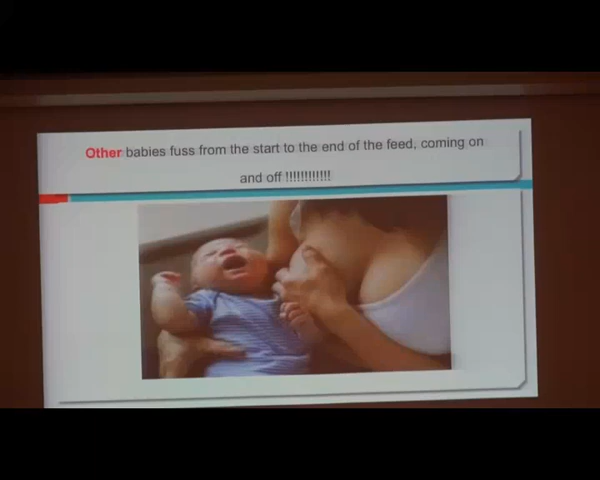 Other babies fuss from the start to the end of the feed, coming on
and off !!!!!!!!!!!!